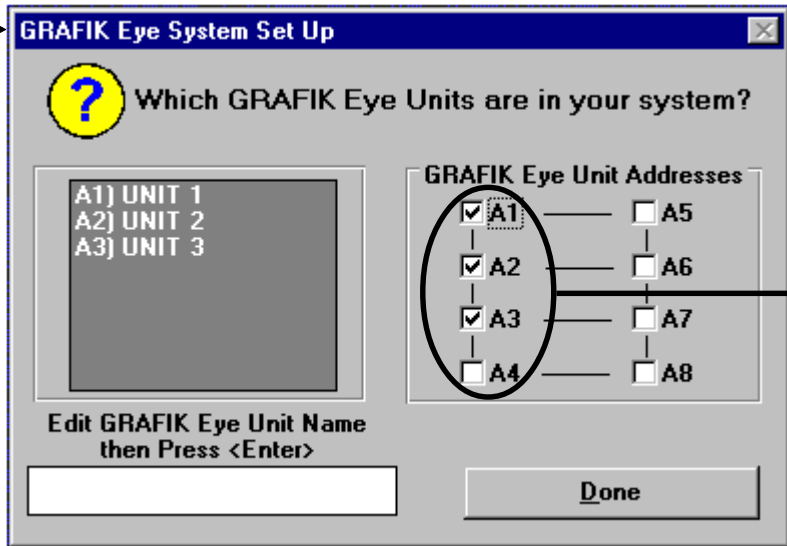 GRAFIK Eye System Set Up
? Which GRAFIK Eye Units are in your system?
A1) UNIT 1
A2) UNIT 2
A3) UNIT 3
GRAFIK Eye Unit Addresses
A1 A5
A2 A6
A3 A7
A4 A8
Edit GRAFIK Eye Unit Name
then Press <Enter>
Done